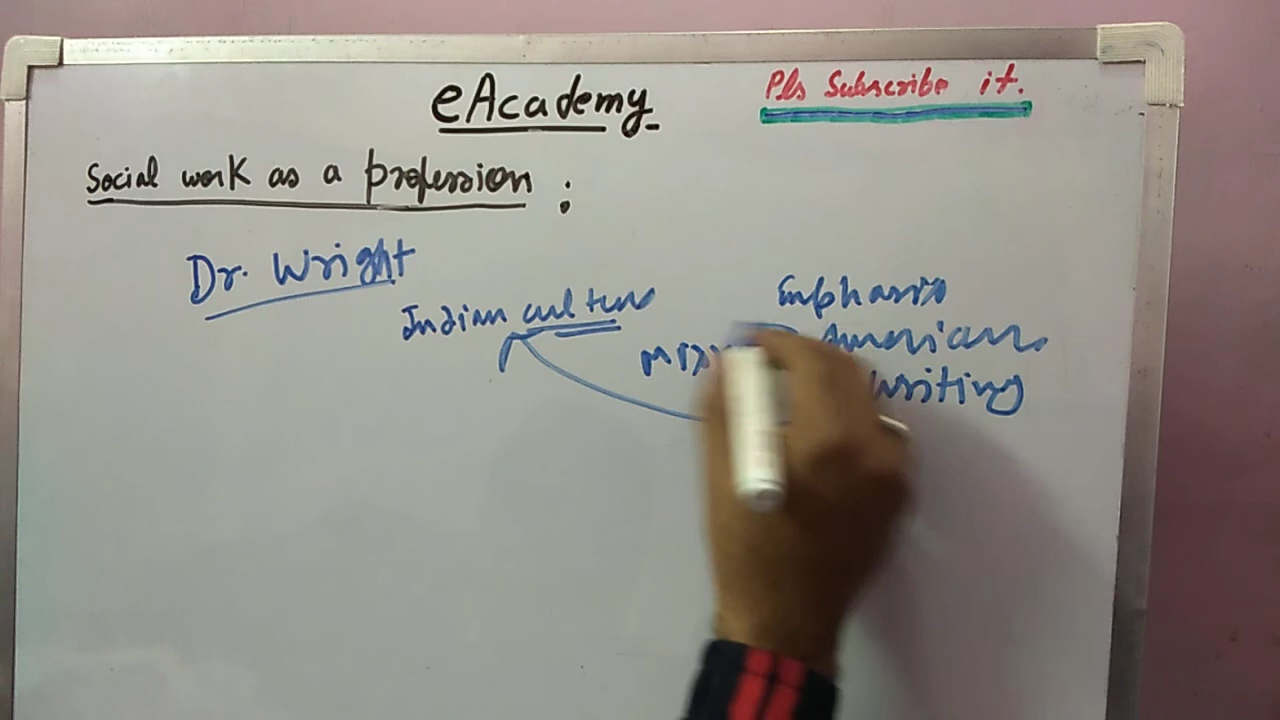 eAcademy
Pls Subscribe it.
Social work as a profession :
Dr. Wright
Indian culture
Emphasis
American
writing